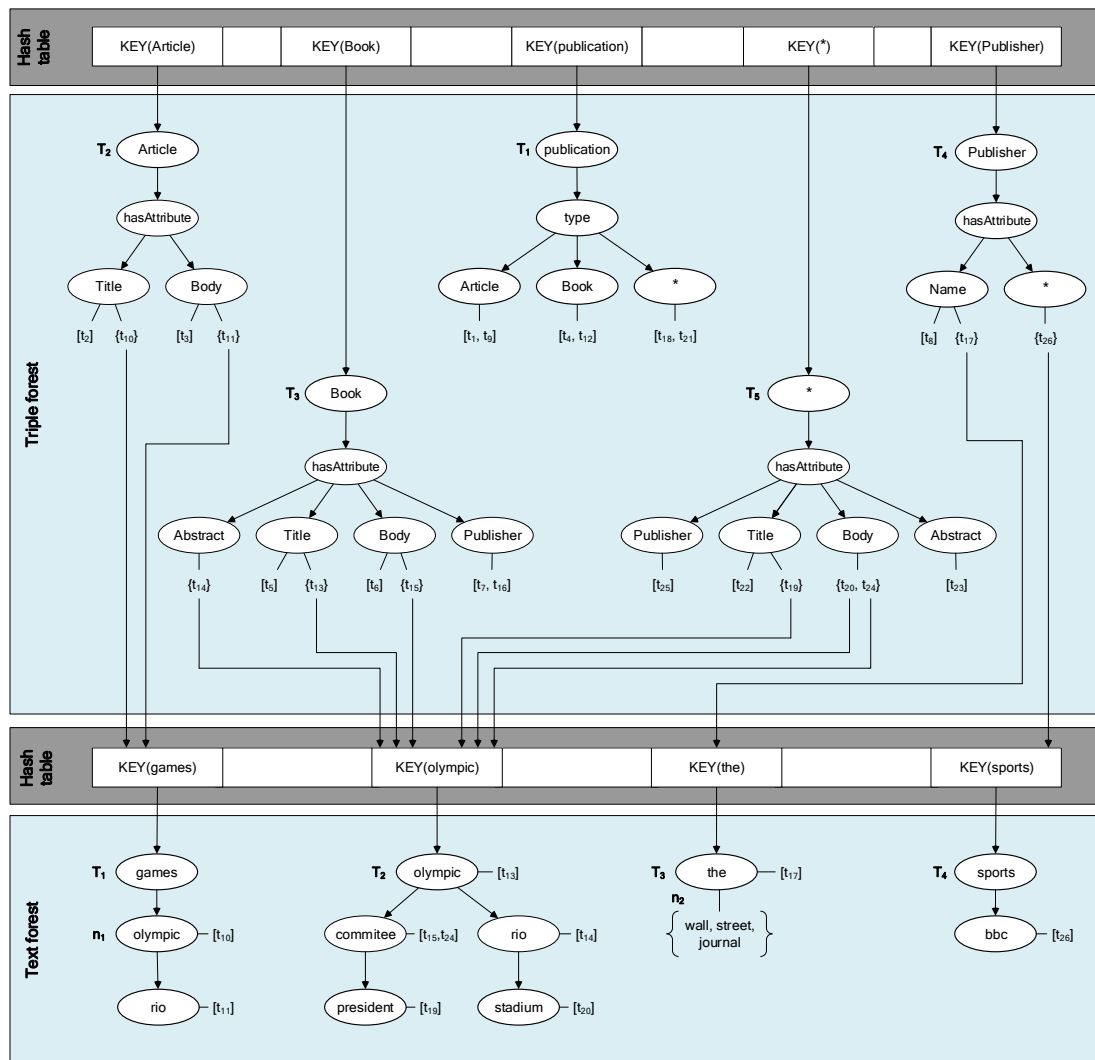 Hash table
KEY(Article)
KEY(Book)
KEY(publication)
KEY(*)
KEY(Publisher)
Triple forest
T₂
Article
hasAttribute
Title
Body
[t₂]
{t₁₀}
[t₃]
{t₁₁}
T₁
publication
type
Article
Book
*
[t₁, t₉]
[t₄, t₁₂]
[t₁₈, t₂₁]
T₄
Publisher
hasAttribute
Name
*
[t₈]
{t₁₇}
{t₂₆}
T₃
Book
hasAttribute
Abstract
Title
Body
Publisher
{t₁₄}
[t₅]
{t₁₃}
[t₆]
{t₁₅}
[t₇, t₁₆]
T₅
*
hasAttribute
Publisher
Title
Body
Abstract
[t₂₅]
[t₂₂]
{t₁₉}
{t₂₀, t₂₄}
[t₂₃]
Hash table
KEY(games)
KEY(olympic)
KEY(the)
KEY(sports)
Text forest
T₁
games
n₁
olympic
[t₁₀]
rio
[t₁₁]
T₂
olympic
[t₁₃]
commitee
[t₁₅,t₂₄]
rio
[t₁₄]
president
[t₁₉]
stadium
[t₂₀]
T₃
the
[t₁₇]
n₂
{ wall, street, }
journal
T₄
sports
bbc
[t₂₆]